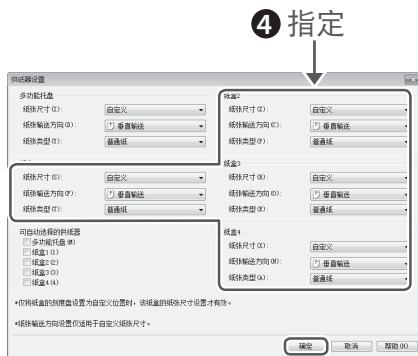 ❹ 指定
供纸器设置
多功能托盘
纸张尺寸(Z): 自定义
纸张输送方向(B): 垂直输送
纸张类型(T): 普通纸
纸张尺寸(E): 自定义
纸张输送方向(F): 垂直输送
纸张类型(Y): 普通纸
可自动选择的供纸器
多功能托盘(M)
纸盒1(1)
纸盒2(2)
纸盒3(3)
纸盒4(4)
纸盒2
纸张尺寸(I): 自定义
纸张输送方向(C): 垂直输送
纸张类型(P): 普通纸
纸盒3
纸张尺寸(R): 自定义
纸张输送方向(O): 垂直输送
纸张类型(E): 普通纸
纸盒4
纸张尺寸(X): 自定义
纸张输送方向(N): 垂直输送
纸张类型(A): 普通纸
*仅将纸盒的刻度盘设置为自定义位置时，该纸盒的纸张尺寸设置才有效。
*纸张输送方向设置仅适用于自定义纸张尺寸。
确定 取消 帮助(H)